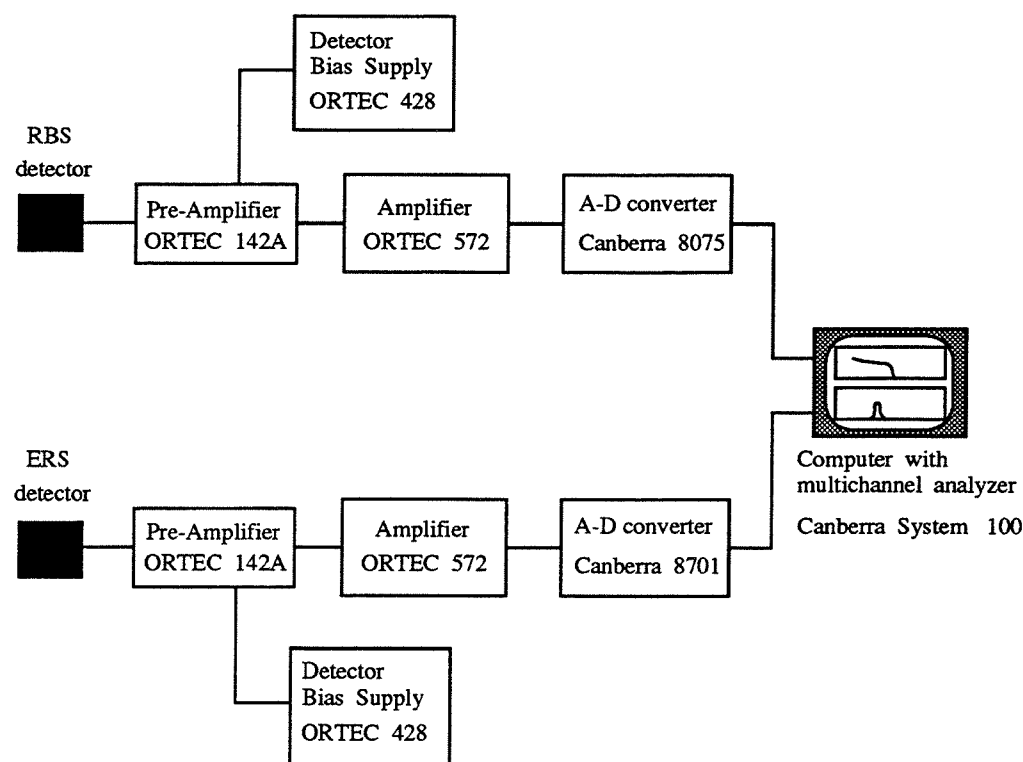 Detector
Bias Supply
ORTEC 428
RBS
detector
Pre-Amplifier
ORTEC 142A
Amplifier
ORTEC 572
A-D converter
Canberra 8075
ERS
detector
Pre-Amplifier
ORTEC 142A
Amplifier
ORTEC 572
A-D converter
Canberra 8701
Computer with
multichannel analyzer
Canberra System 100
Detector
Bias Supply
ORTEC 428